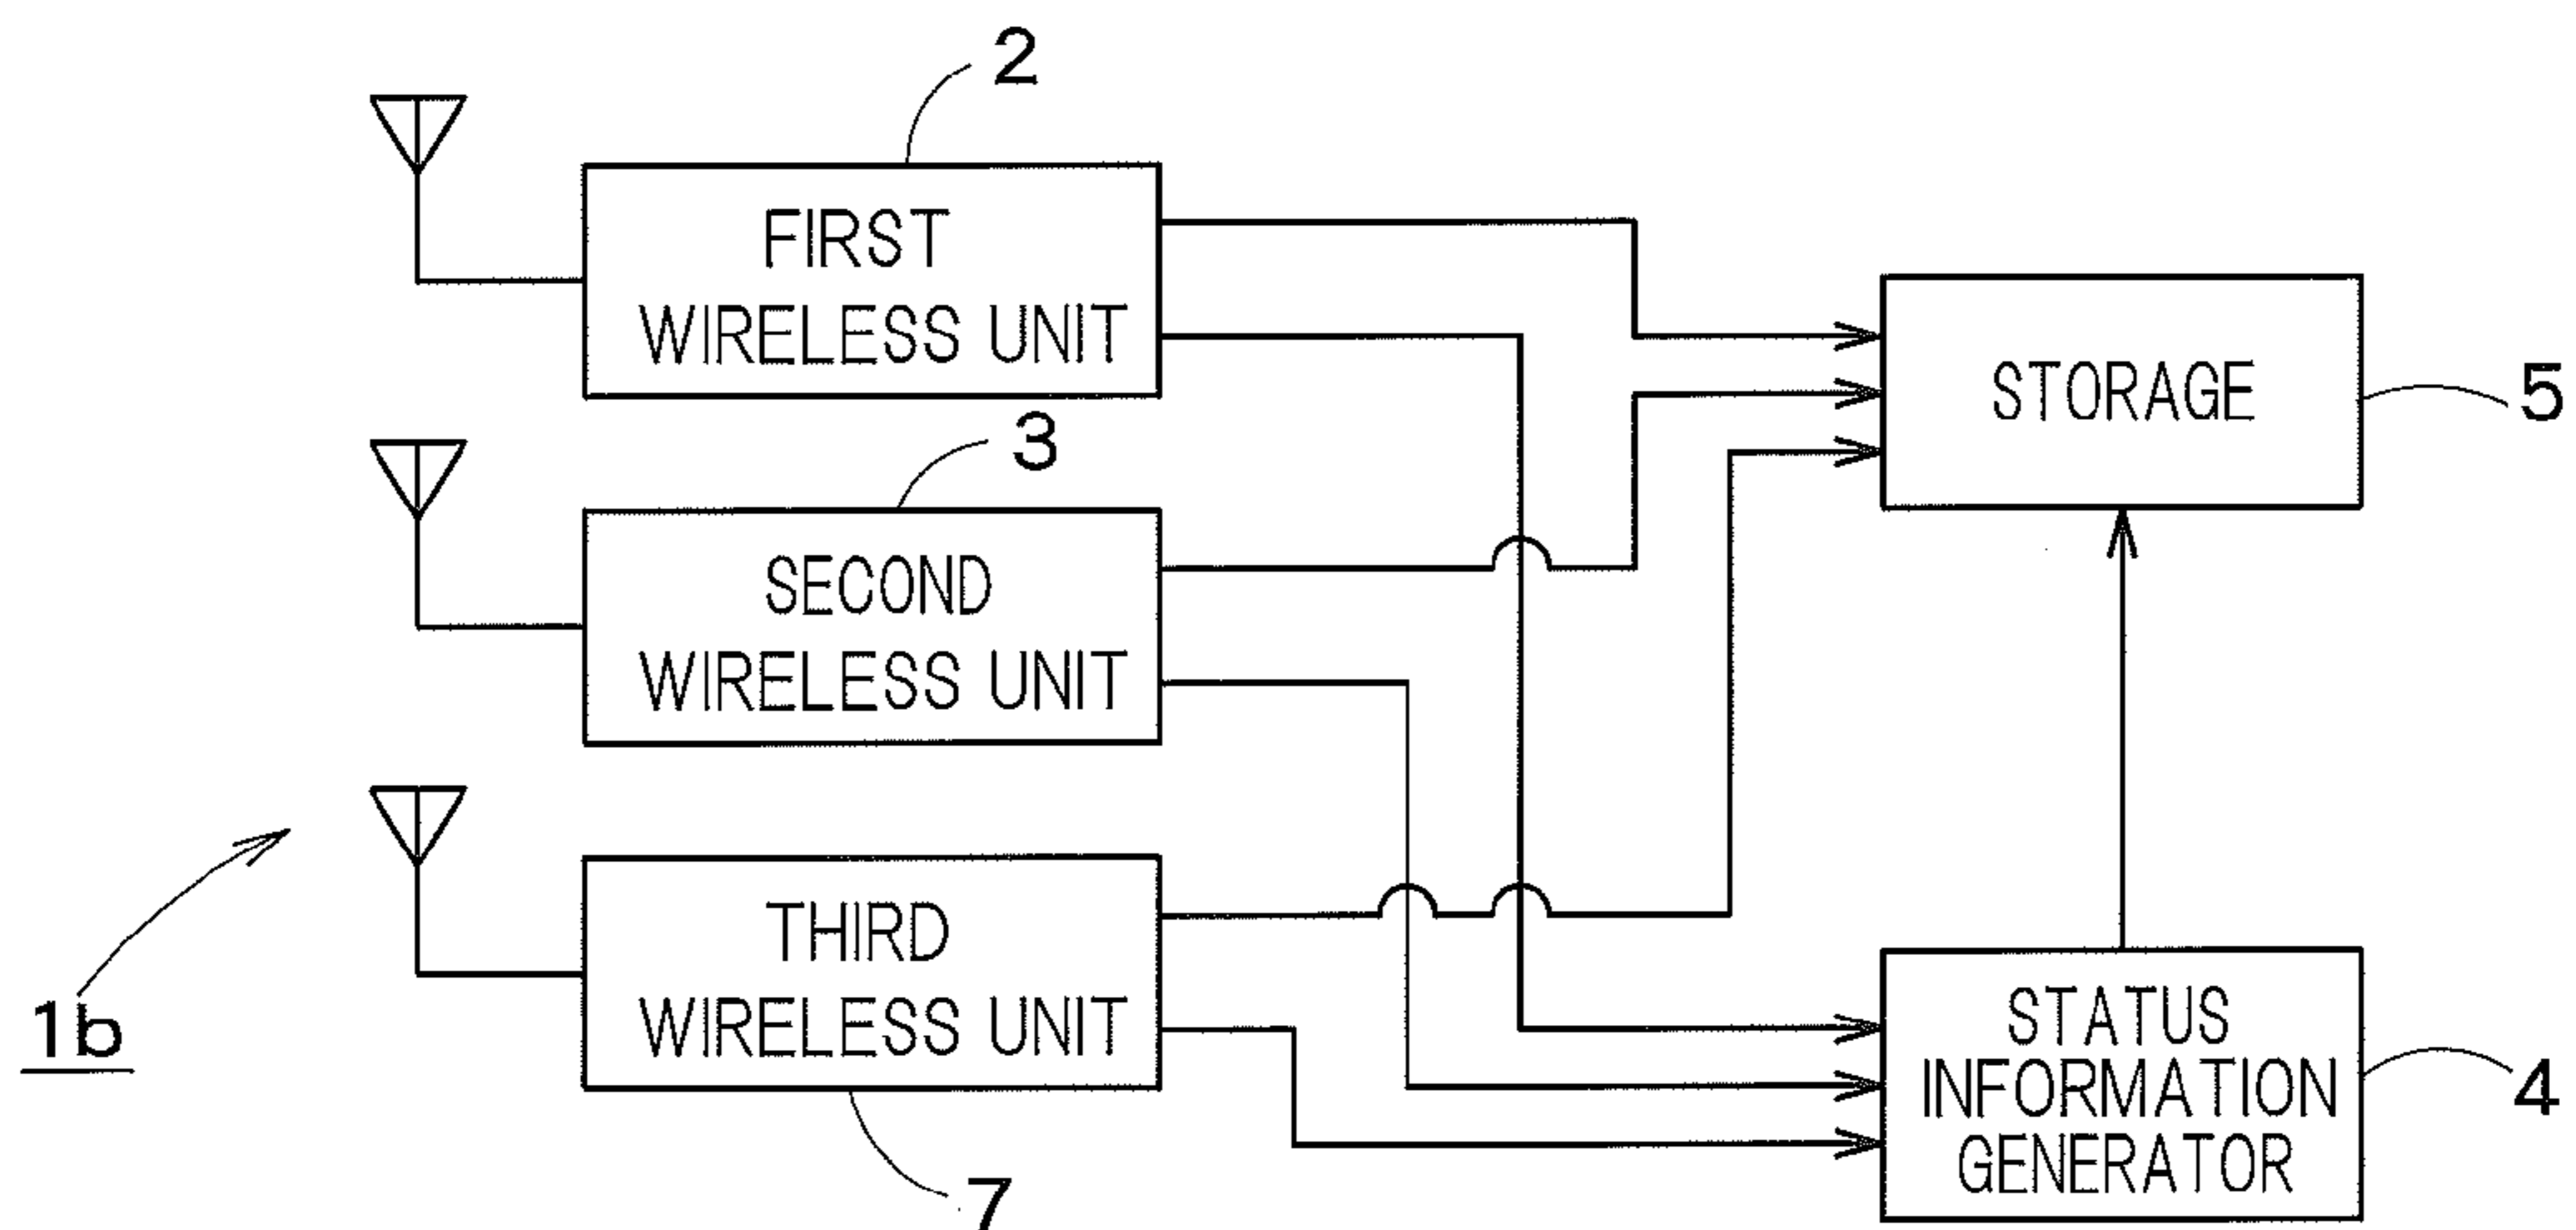 2
FIRST
WIRELESS UNIT
STORAGE
5
3
SECOND
WIRELESS UNIT
THIRD
WIRELESS UNIT
1b
STATUS
INFORMATION
GENERATOR
4
7